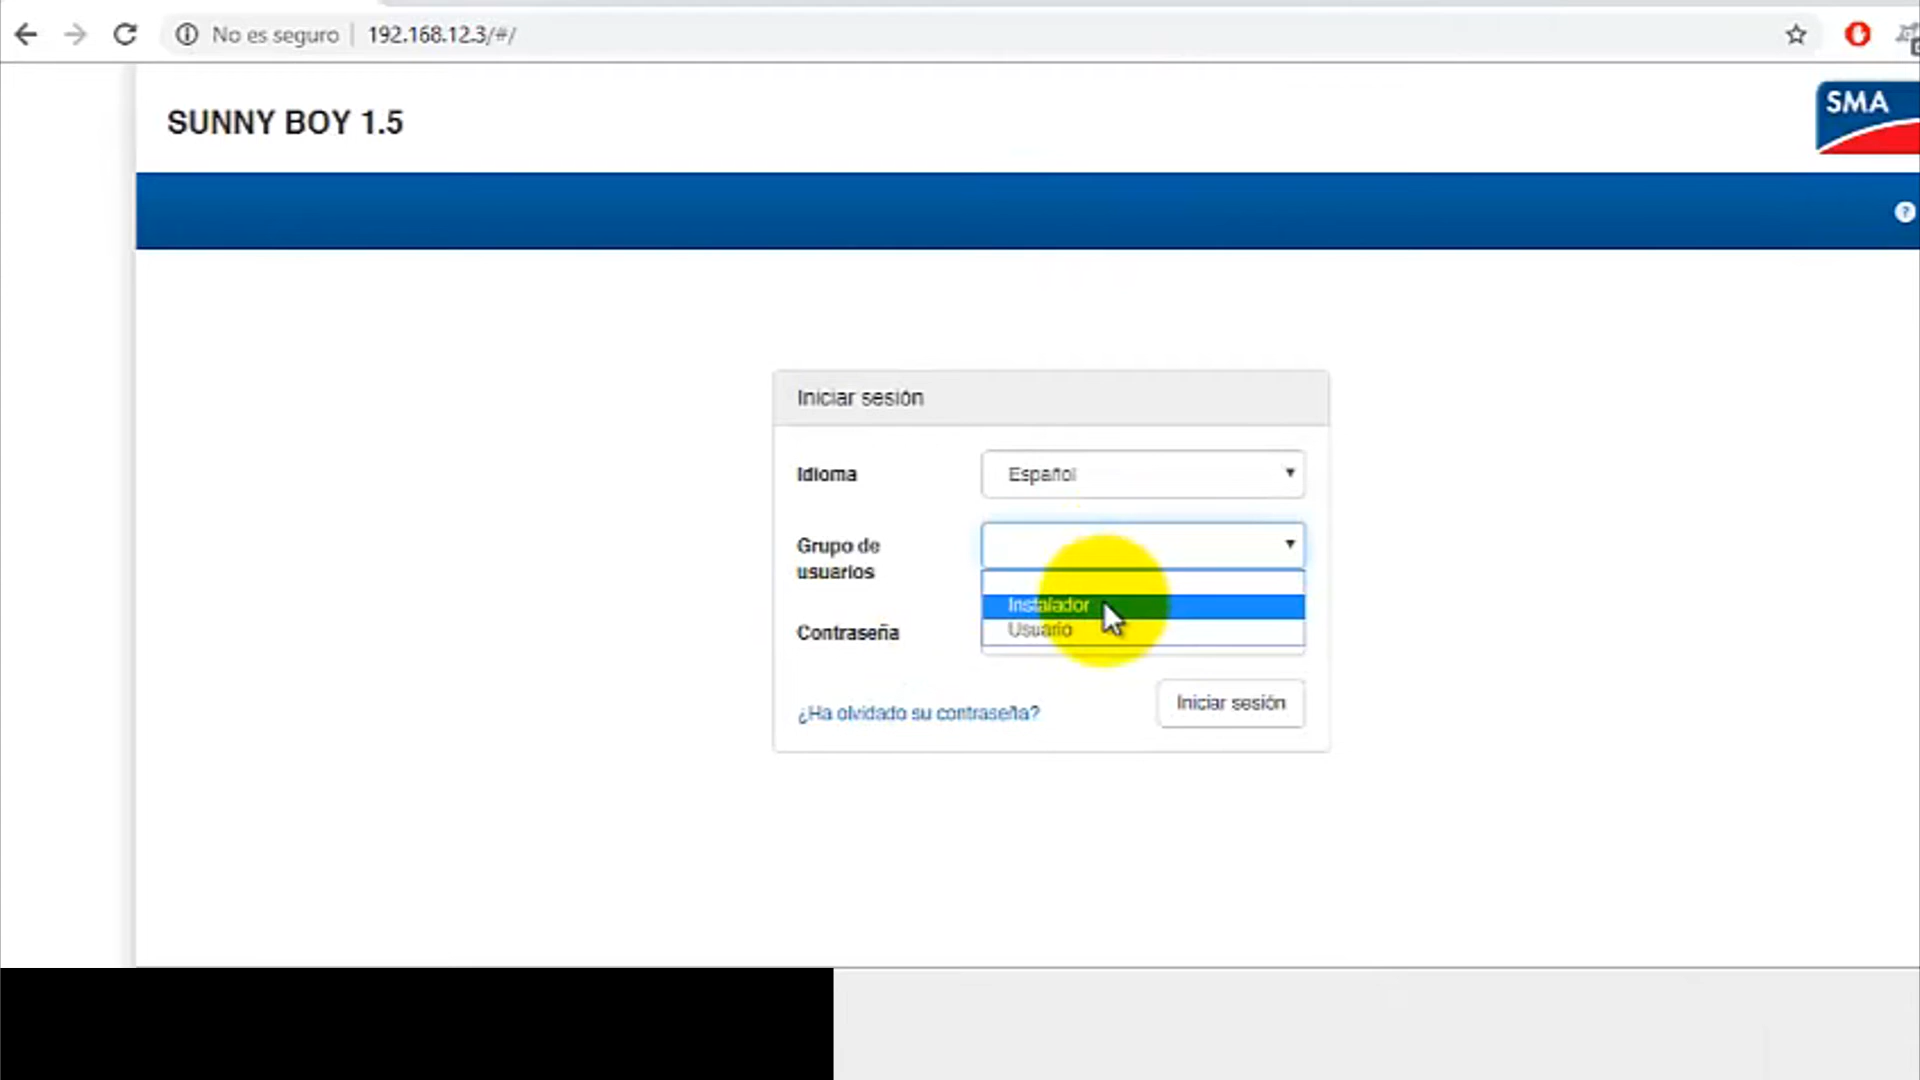 No es seguro | 192.168.12.3/#/
SUNNY BOY 1.5
SMA
?
Iniciar sesión
Idioma
Español
Grupo de
usuarios
Instalador
Usuario
Contraseña
¿Ha olvidado su contraseña?
Iniciar sesión